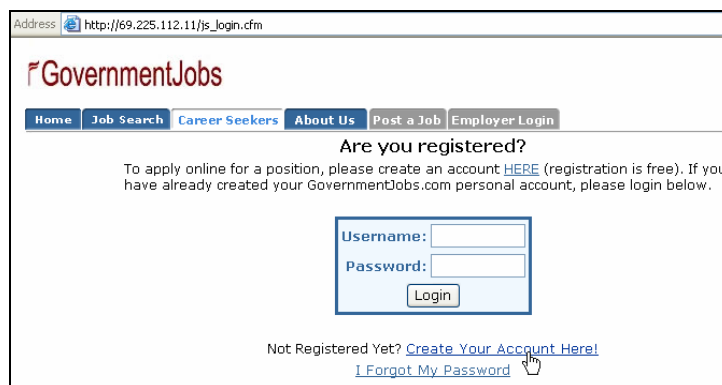 Address http://69.225.112.11/js_login.cfm
GovernmentJobs
Home Job Search Career Seekers About Us Post a Job Employer Login
Are you registered?
To apply online for a position, please create an account HERE (registration is free). If you
have already created your GovernmentJobs.com personal account, please login below.
Username:
Password:
Login
Not Registered Yet? Create Your Account Here!
I Forgot My Password